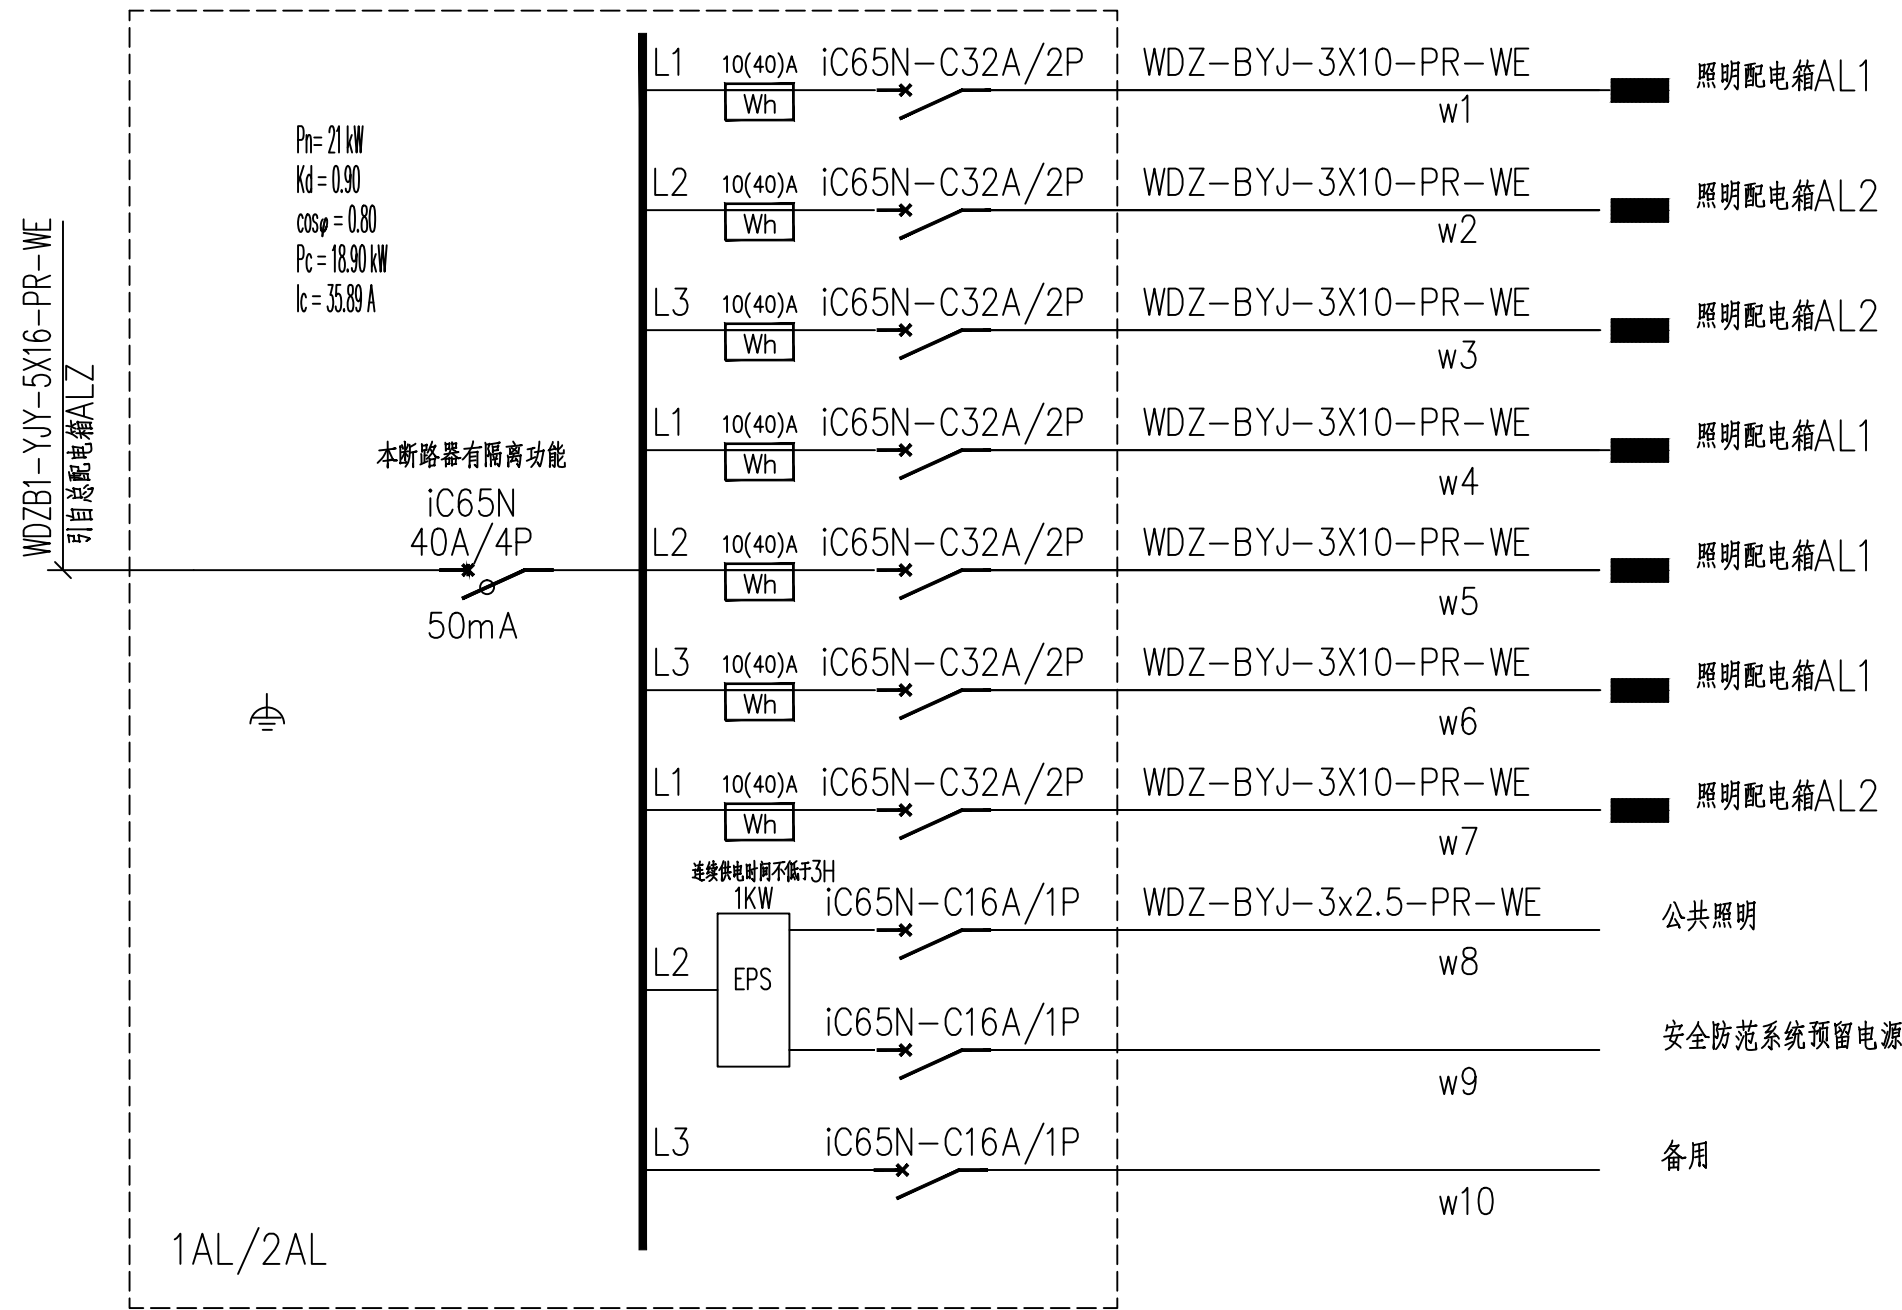 WDZB1-YJY-5X16-PR-WE
引自总配电箱ALZ
Pn= 21 kW
Kd = 0.90
cosφ = 0.80
Pc = 18.90 kW
Ic = 35.89 A
本断路器有隔离功能
iC65N
40A/4P
50mA
1AL/2AL
L1 10(40)A iC65N-C32A/2P WDZ-BYJ-3X10-PR-WE 照明配电箱AL1
Wh w1
L2 10(40)A iC65N-C32A/2P WDZ-BYJ-3X10-PR-WE 照明配电箱AL2
Wh w2
L3 10(40)A iC65N-C32A/2P WDZ-BYJ-3X10-PR-WE 照明配电箱AL2
Wh w3
L1 10(40)A iC65N-C32A/2P WDZ-BYJ-3X10-PR-WE 照明配电箱AL1
Wh w4
L2 10(40)A iC65N-C32A/2P WDZ-BYJ-3X10-PR-WE 照明配电箱AL1
Wh w5
L3 10(40)A iC65N-C32A/2P WDZ-BYJ-3X10-PR-WE 照明配电箱AL1
Wh w6
L1 10(40)A iC65N-C32A/2P WDZ-BYJ-3X10-PR-WE 照明配电箱AL2
Wh w7
连续供电时间不低于3H
1KW iC65N-C16A/1P WDZ-BYJ-3x2.5-PR-WE 公共照明
L2 EPS w8
iC65N-C16A/1P 安全防范系统预留电源
w9
L3 iC65N-C16A/1P 备用
w10